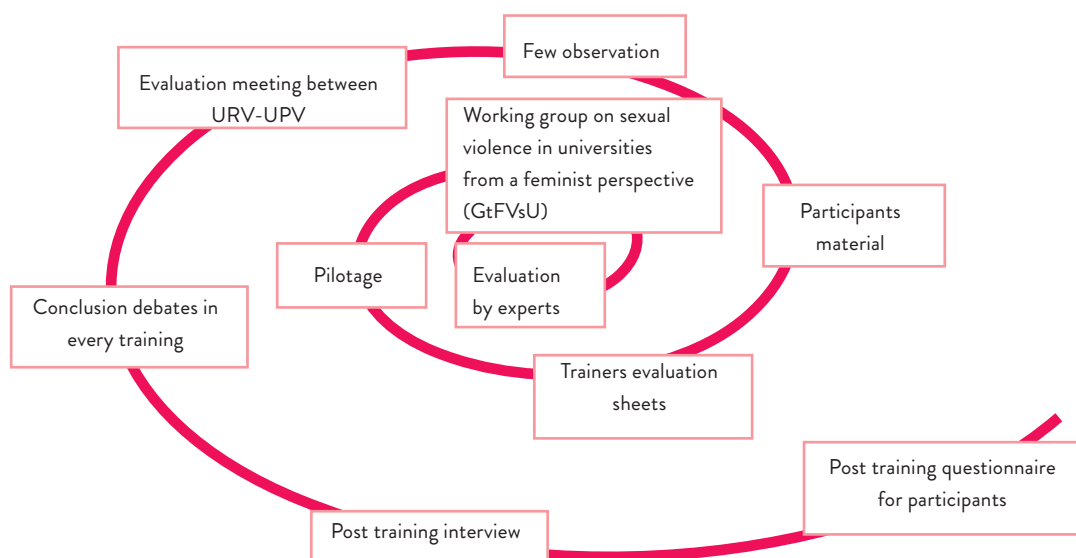 Few observation
Evaluation meeting between
URV-UPV
Working group on sexual
violence in universities
from a feminist perspective
(GtFVsU)
Participants
material
Pilotage
Evaluation
by experts
Conclusion debates in
every training
Trainers evaluation
sheets
Post training questionnaire
for participants
Post training interview